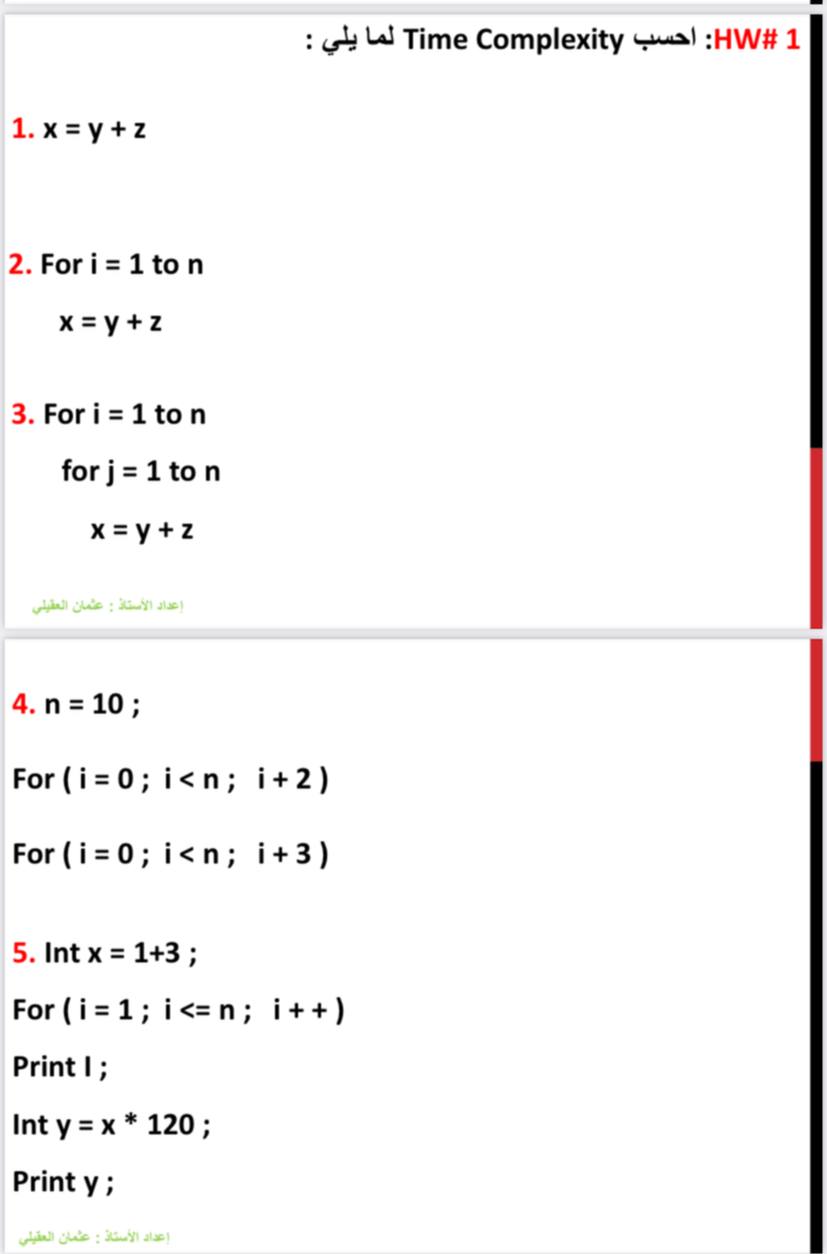 HW# 1: احسب Time Complexity لما يلي :
1. x = y + z
2. For i = 1 to n
x = y + z
3. For i = 1 to n
for j = 1 to n
x = y + z
إعداد الأستاذ : عثمان العقيلي
4. n = 10 ;
For ( i = 0 ; i < n ; i + 2 )
For ( i = 0 ; i < n ; i + 3 )
5. Int x = 1+3 ;
For ( i = 1 ; i <= n ; i + + )
Print I ;
Int y = x * 120 ;
Print y ;
إعداد الأستاذ : عثمان العقيلي